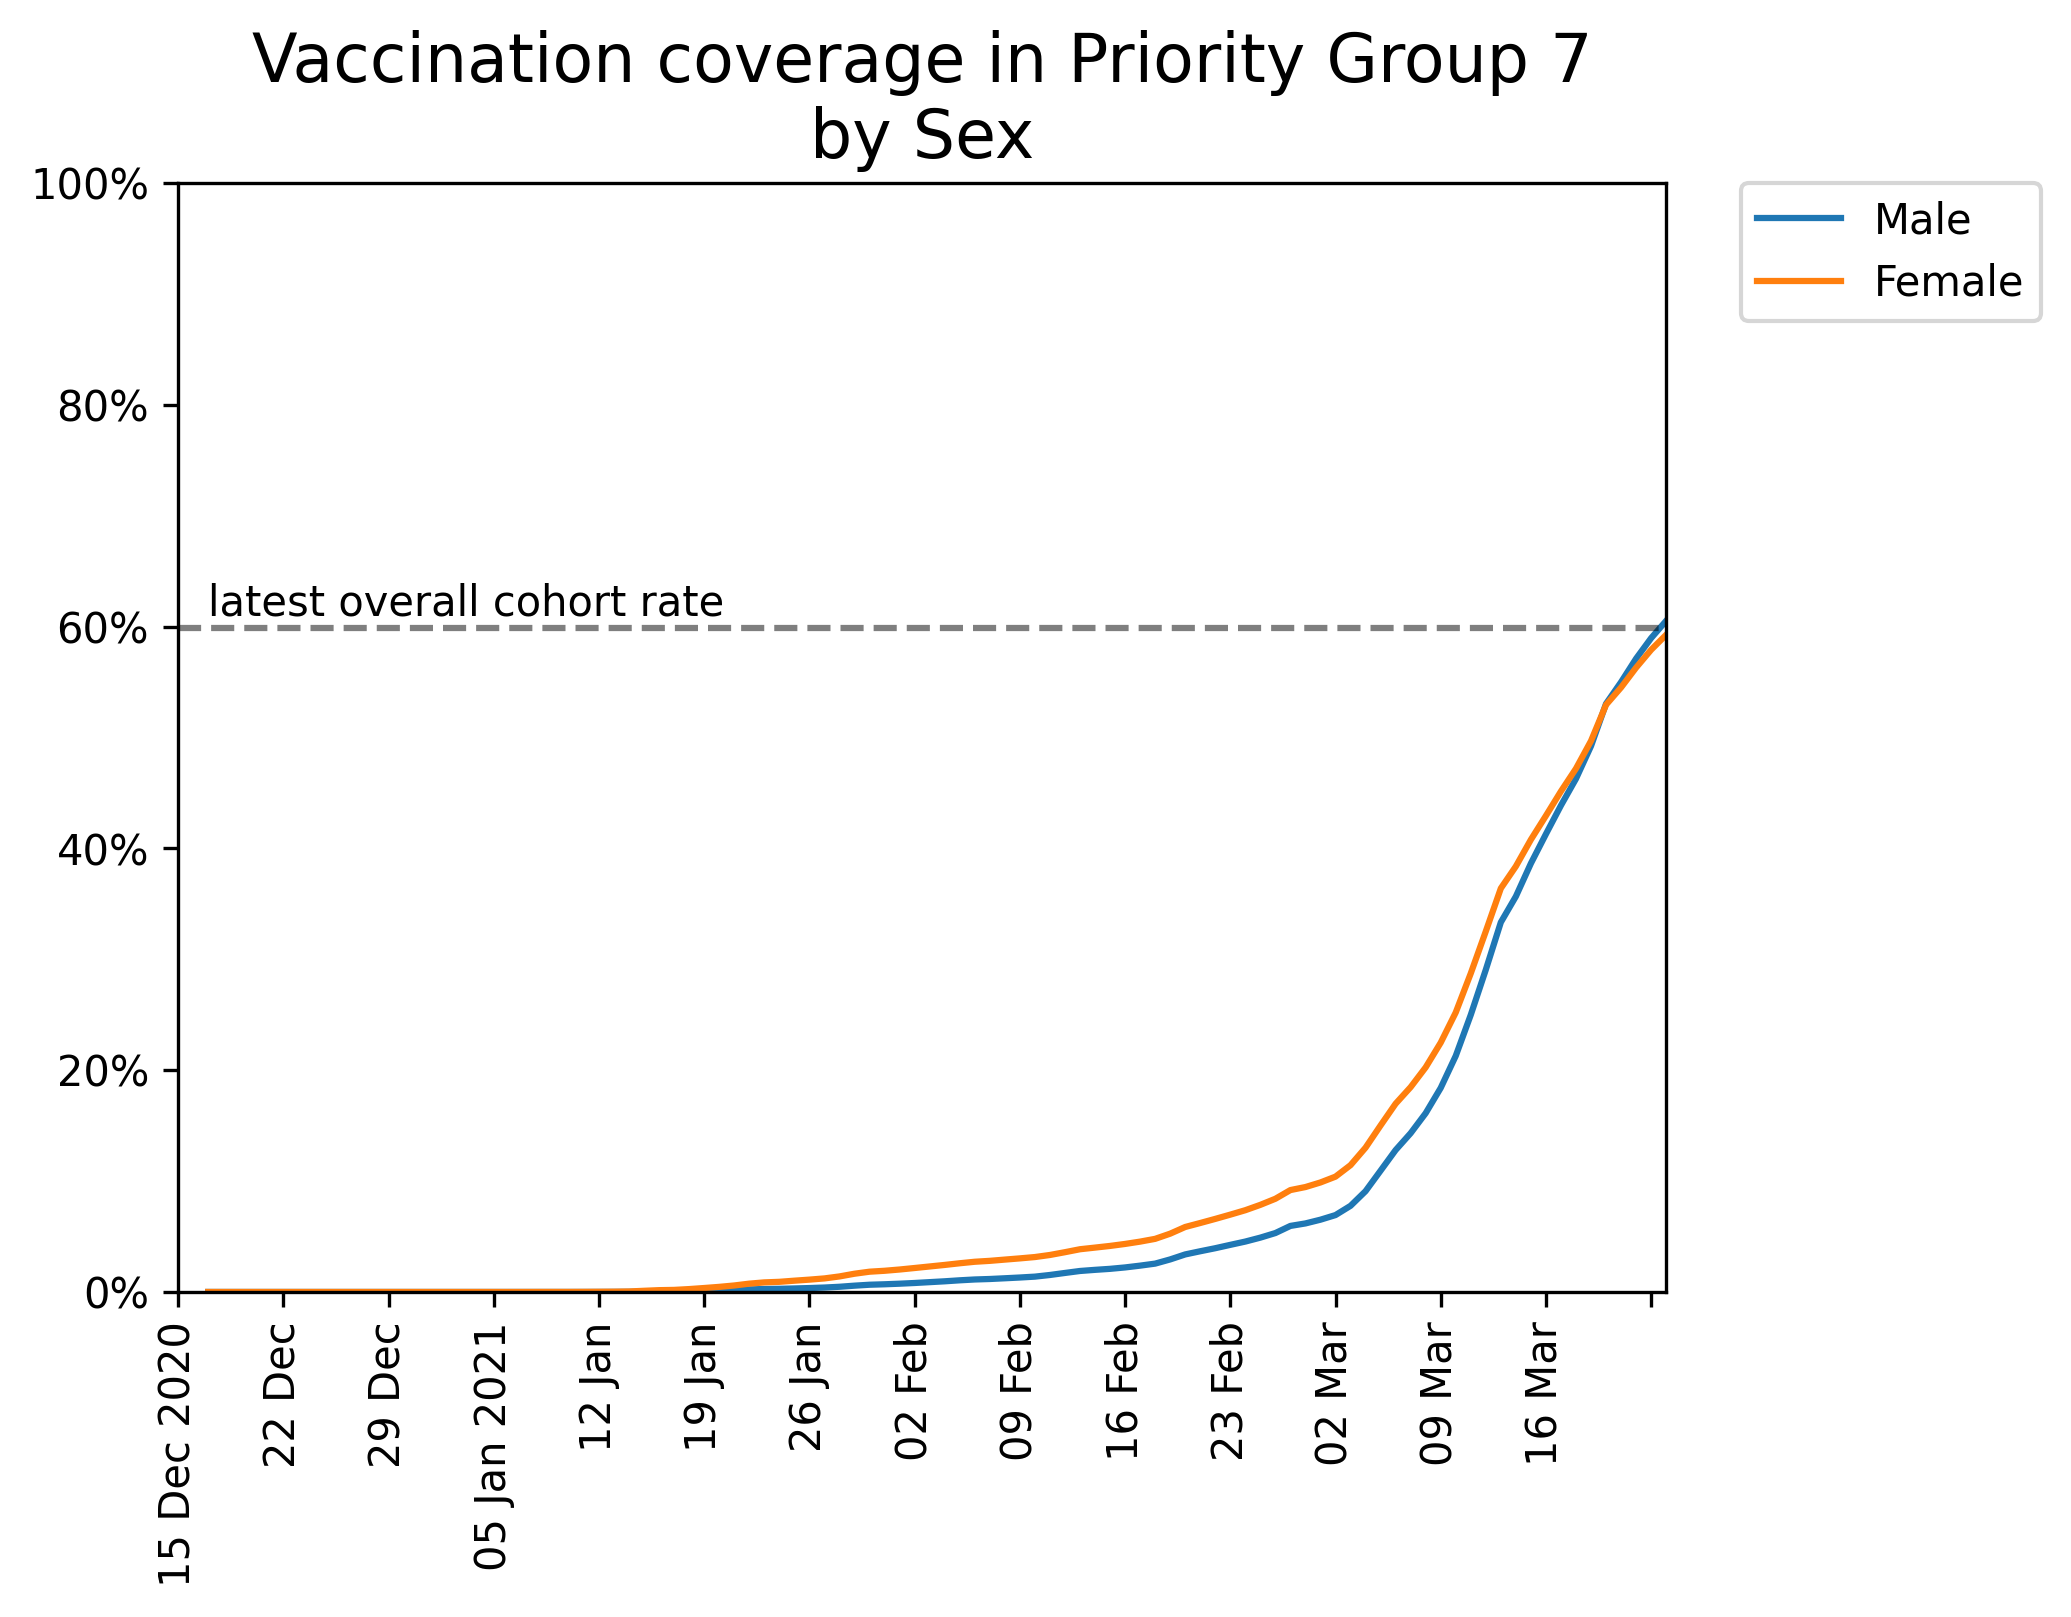 Vaccination coverage in Priority Group 7
by Sex
100%
Male
Female
80%
latest overall cohort rate
60%
40%
20%
0%
15 Dec 2020
22 Dec
29 Dec
05 Jan 2021
12 Jan
19 Jan
26 Jan
02 Feb
09 Feb
16 Feb
23 Feb
02 Mar
09 Mar
16 Mar